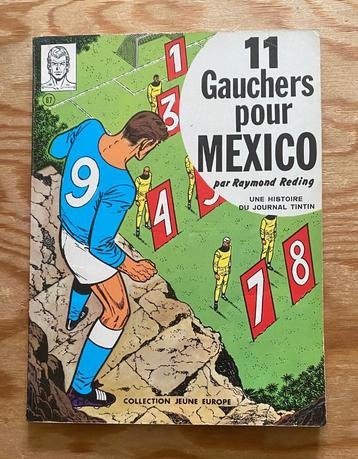 11
Gauchers
pour
MEXICO
par Raymond Reding
UNE HISTOIRE
DU JOURNAL TINTIN
67
1
3
4
5
7
8
9
COLLECTION JEUNE EUROPE